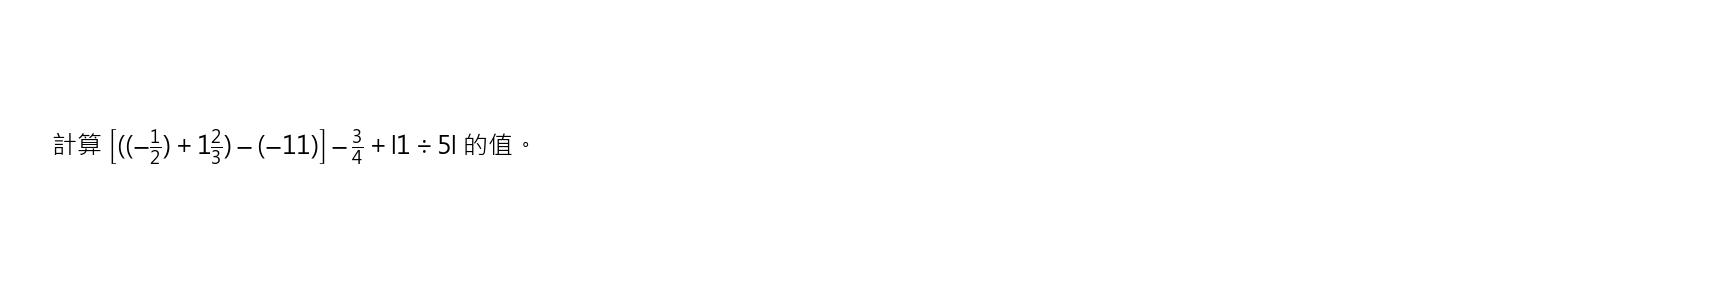 計算 [((−1/2) + 1 2/3) − (−11)] − 3/4 + |1 ÷ 5| 的值。